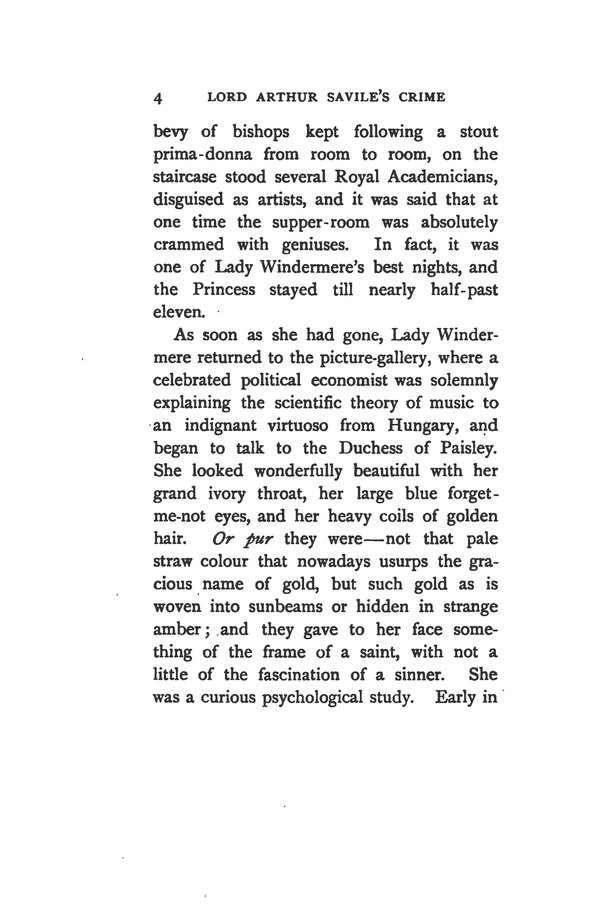 4 LORD ARTHUR SAVILE'S CRIME
bevy of bishops kept following a stout
prima-donna from room to room, on the
staircase stood several Royal Academicians,
disguised as artists, and it was said that at
one time the supper-room was absolutely
crammed with geniuses. In fact, it was
one of Lady Windermere's best nights, and
the Princess stayed till nearly half-past
eleven.
As soon as she had gone, Lady Winder-
mere returned to the picture-gallery, where a
celebrated political economist was solemnly
explaining the scientific theory of music to
an indignant virtuoso from Hungary, and
began to talk to the Duchess of Paisley.
She looked wonderfully beautiful with her
grand ivory throat, her large blue forget-
me-not eyes, and her heavy coils of golden
hair. Or pur they were—not that pale
straw colour that nowadays usurps the gra-
cious name of gold, but such gold as is
woven into sunbeams or hidden in strange
amber; and they gave to her face some-
thing of the frame of a saint, with not a
little of the fascination of a sinner. She
was a curious psychological study. Early in